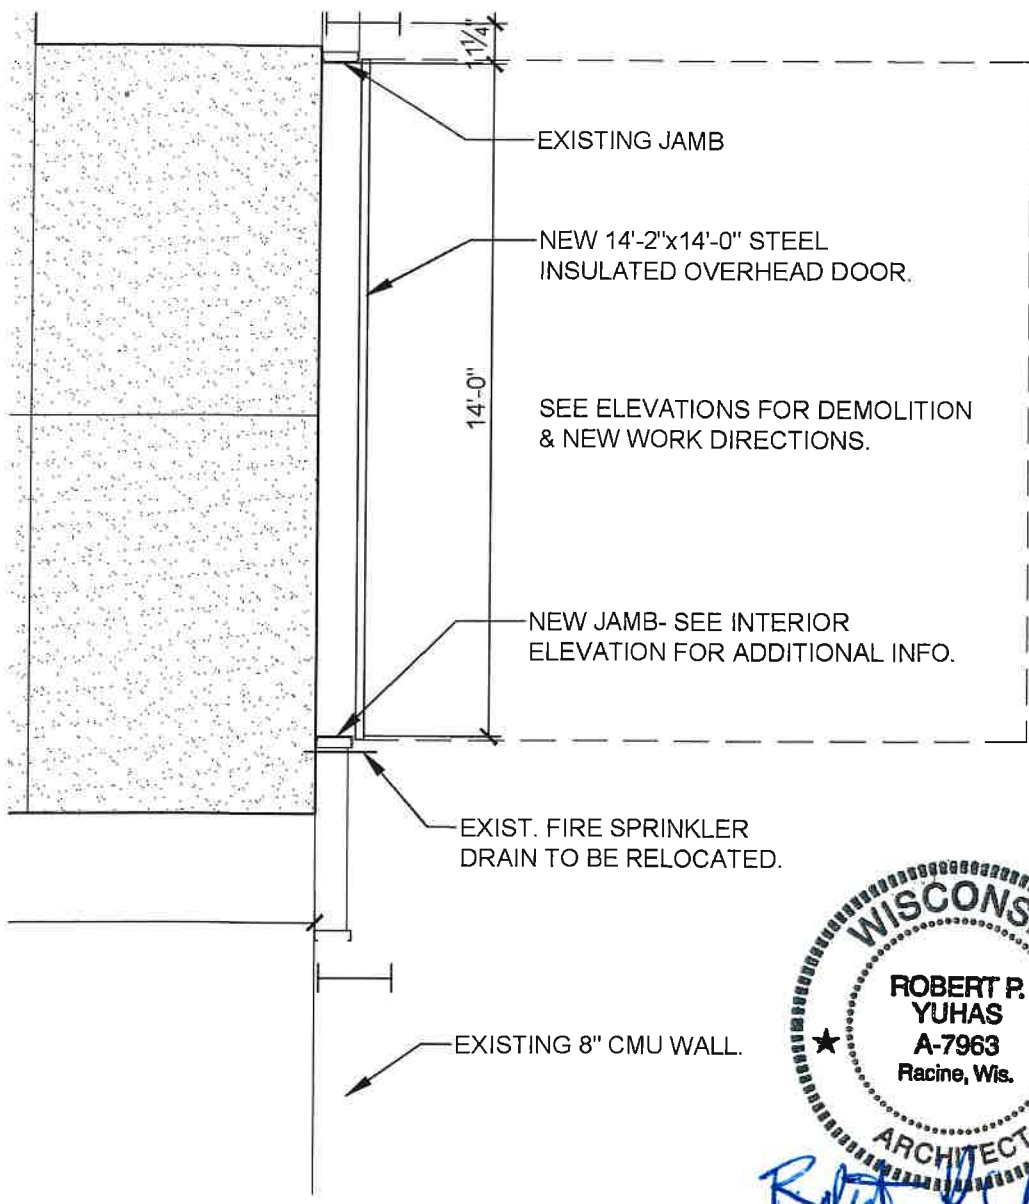 11¼"
EXISTING JAMB
NEW 14'-2"x14'-0" STEEL
INSULATED OVERHEAD DOOR.
14'-0"
SEE ELEVATIONS FOR DEMOLITION
& NEW WORK DIRECTIONS.
NEW JAMB- SEE INTERIOR
ELEVATION FOR ADDITIONAL INFO.
EXIST. FIRE SPRINKLER
DRAIN TO BE RELOCATED.
EXISTING 8" CMU WALL.
WISCONS
ROBERT P.
YUHAS
A-7963
Racine, Wis.
ARCHITECT
Robert